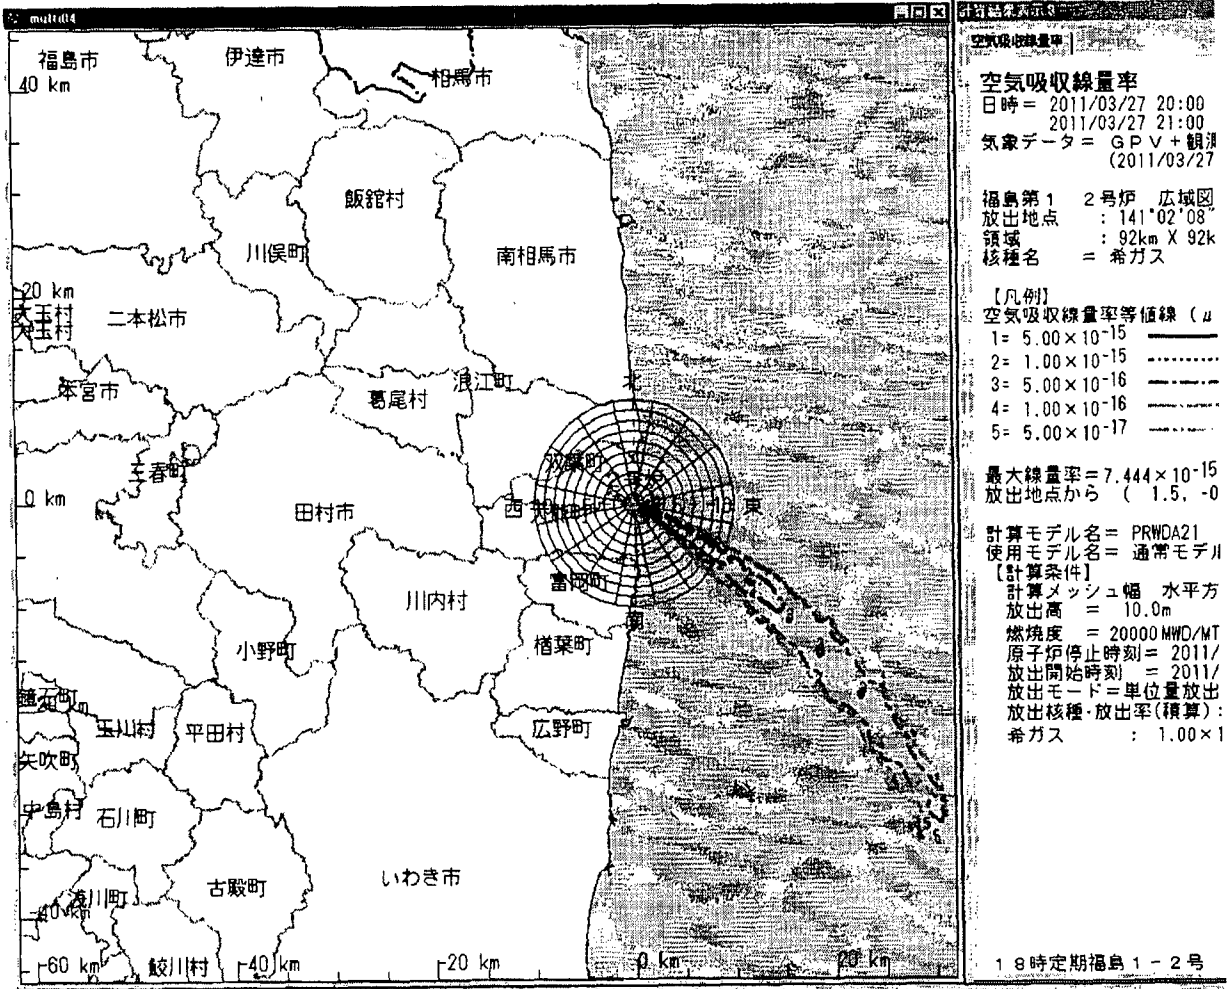 multi04
福島市
伊達市
相馬市
40 km
飯舘村
川俣町
南相馬市
20 km
大玉村
大玉村
二本松市
本宮市
葛尾村
浪江町
北
双葉町
三春町
0 km
田村市
西
東
富岡町
川内村
南
小野町
楢葉町
鏡石町
玉川村
平田村
広野町
矢吹町
中島村
石川町
浅川町
古殿町
いわき市
-40 km
鮫川村
-60 km
-40 km
-20 km
0 km
20 km
計算結果表示3
空気吸収線量率
空気吸収線量率
日時= 2011/03/27 20:00
2011/03/27 21:00
気象データ= GPV+観測
(2011/03/27
福島第1 2号炉 広域図
放出地点 : 141°02'08"
領域 : 92km X 92k
核種名 = 希ガス
【凡例】
空気吸収線量率等値線 (μ
1= 5.00×10-15
2= 1.00×10-15
3= 5.00×10-16
4= 1.00×10-16
5= 5.00×10-17
最大線量率=7.444×10-15
放出地点から ( 1.5, -0
計算モデル名= PRWDA21
使用モデル名= 通常モデル
【計算条件】
計算メッシュ幅 水平方
放出高 = 10.0m
燃焼度 = 20000MWD/MT
原子炉停止時刻= 2011/
放出開始時刻 = 2011/
放出モード=単位量放出
放出核種・放出率(積算):
希ガス : 1.00×1
18時定期福島1-2号